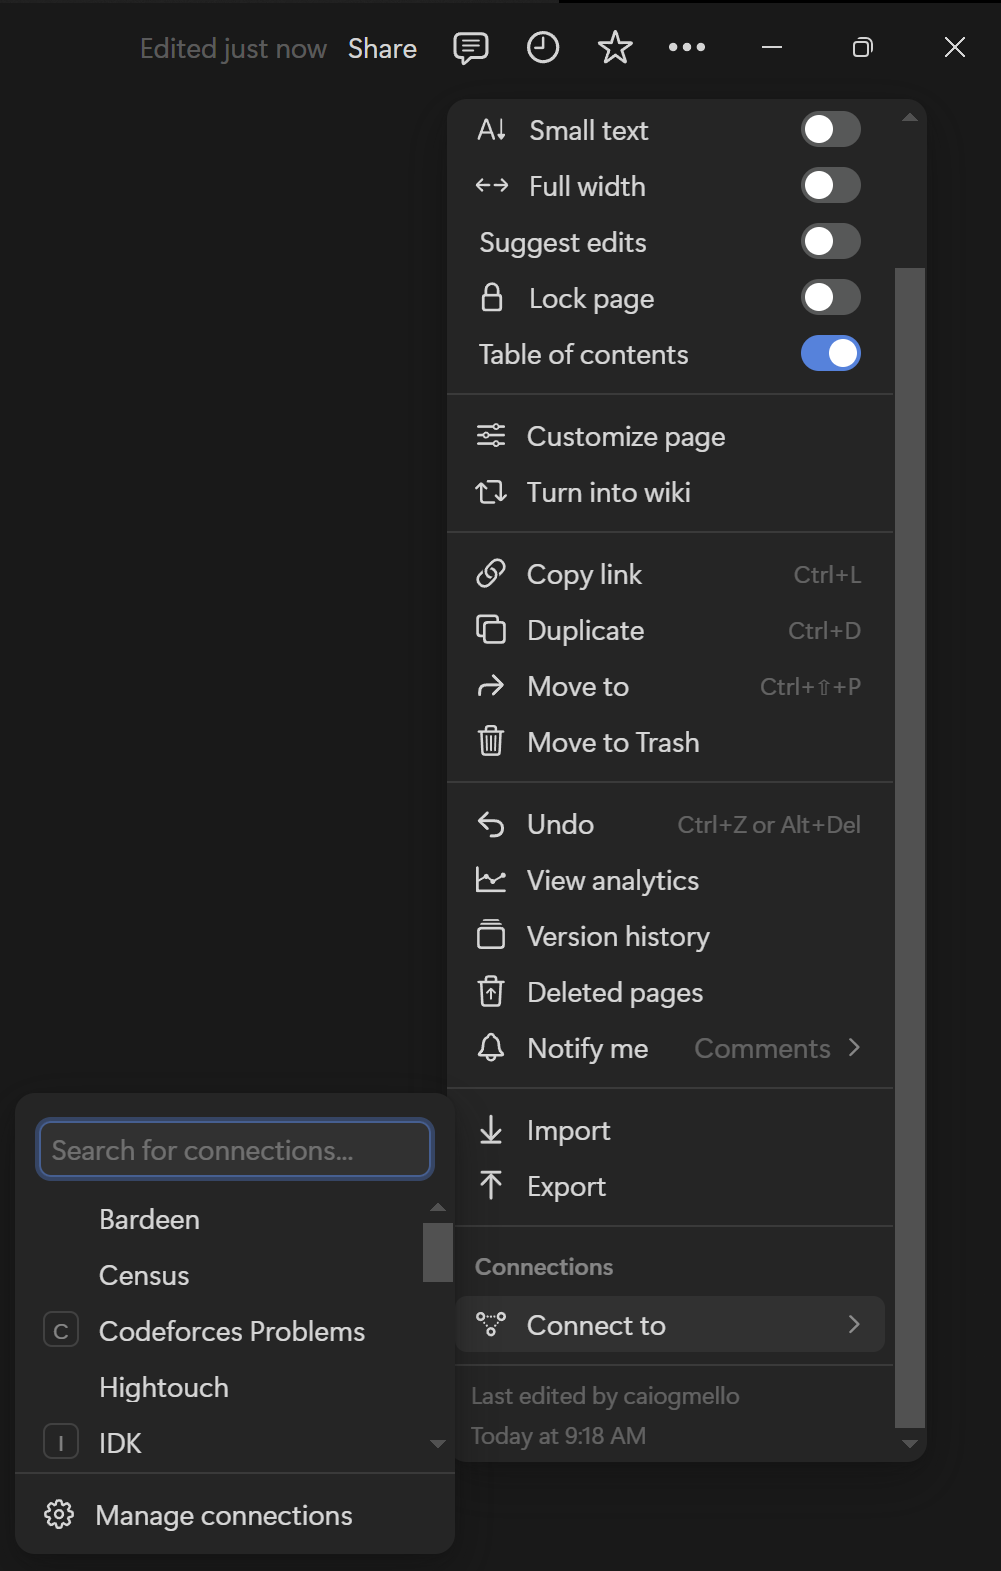 Edited just now Share
Small text
Full width
Suggest edits
Lock page
Table of contents
Customize page
Turn into wiki
Copy link Ctrl+L
Duplicate Ctrl+D
Move to Ctrl+⇧+P
Move to Trash
Undo Ctrl+Z or Alt+Del
View analytics
Version history
Deleted pages
Notify me Comments
Import
Export
Connections
Connect to
Last edited by caiogmello
Today at 9:18 AM
Search for connections...
Bardeen
Census
C Codeforces Problems
Hightouch
I IDK
Manage connections